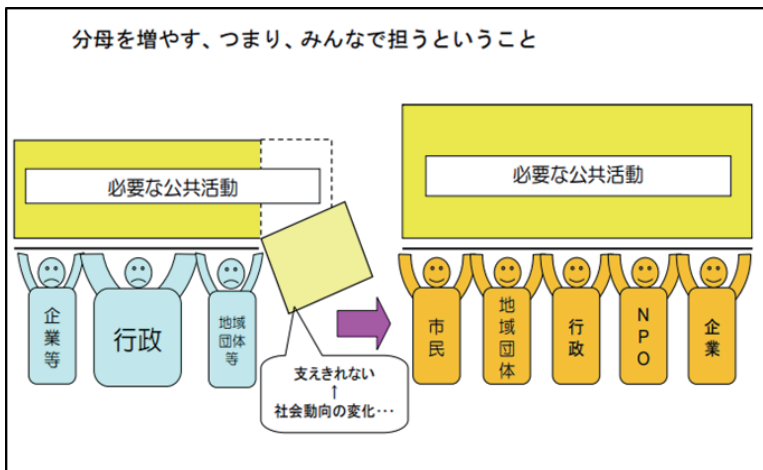 分母を増やす、つまり、みんなで担うということ
必要な公共活動
企業等
行政
地域
団体
等
支えきれない
↑
社会動向の変化･･･
必要な公共活動
市民
地域団体
行政
NPO
企業